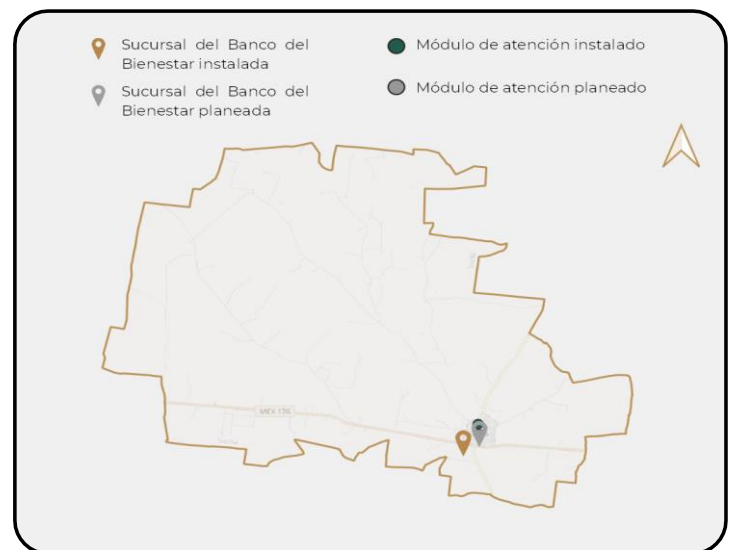 Sucursal del Banco del
Bienestar instalada
Sucursal del Banco del
Bienestar planeada
Módulo de atención instalado
Módulo de atención planeado
MEX 176